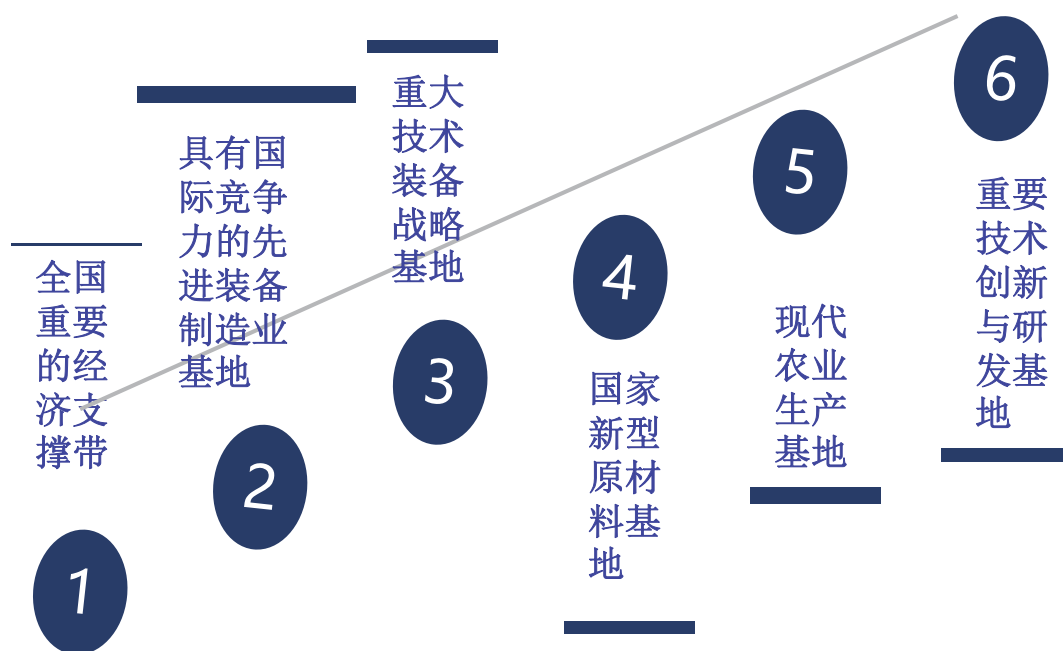 全国
重要
的经
济支
撑带
1
具有国
际竞争
力的先
进装备
制造业
基地
2
重大
技术
装备
战略
基地
3
4
国家
新型
原材
料基
地
5
现代
农业
生产
基地
6
重要
技术
创新
与研
发基
地